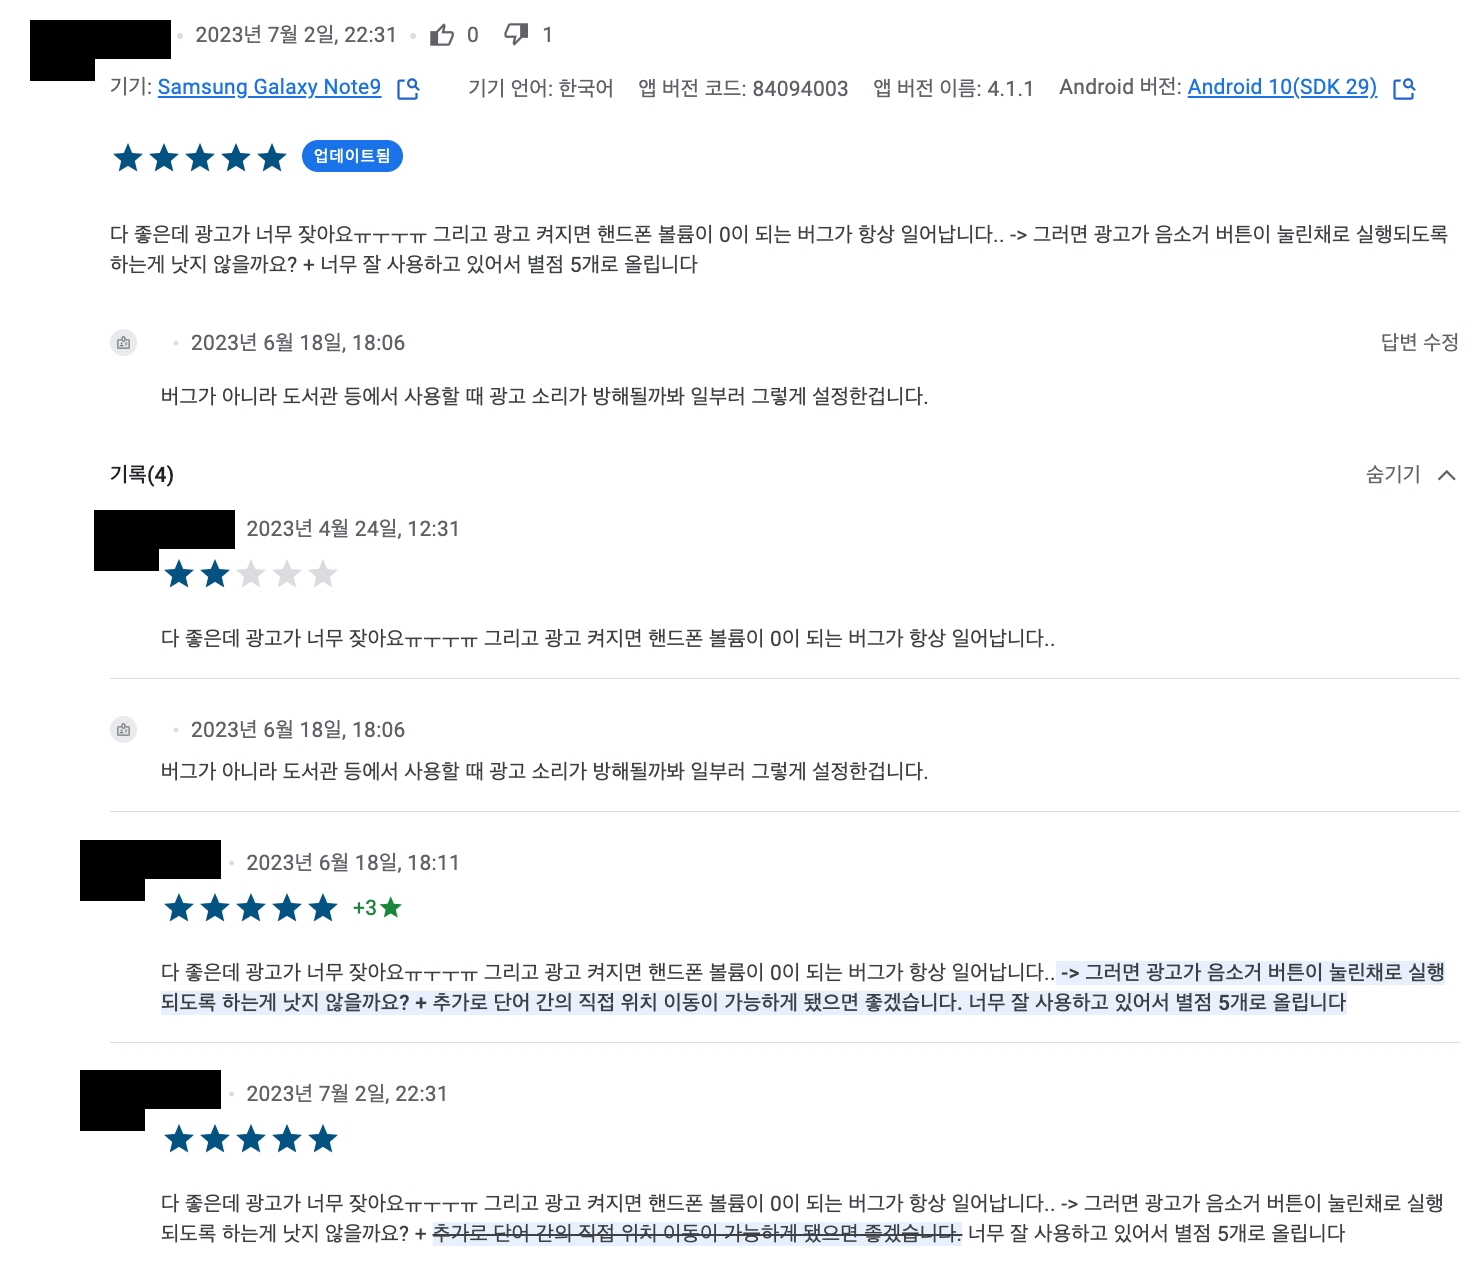 2023년 7월 2일, 22:31 0 1
기기: Samsung Galaxy Note9 기기 언어: 한국어 앱 버전 코드: 84094003 앱 버전 이름: 4.1.1 Android 버전: Android 10(SDK 29)
업데이트됨
다 좋은데 광고가 너무 잦아요ㅠㅜㅜㅠ 그리고 광고 켜지면 핸드폰 볼륨이 0이 되는 버그가 항상 일어납니다.. -> 그러면 광고가 음소거 버튼이 눌린채로 실행되도록
하는게 낫지 않을까요? + 너무 잘 사용하고 있어서 별점 5개로 올립니다
2023년 6월 18일, 18:06 답변 수정
버그가 아니라 도서관 등에서 사용할 때 광고 소리가 방해될까봐 일부러 그렇게 설정한겁니다.
기록(4) 숨기기
2023년 4월 24일, 12:31
다 좋은데 광고가 너무 잦아요ㅠㅜㅜㅠ 그리고 광고 켜지면 핸드폰 볼륨이 0이 되는 버그가 항상 일어납니다..
2023년 6월 18일, 18:06
버그가 아니라 도서관 등에서 사용할 때 광고 소리가 방해될까봐 일부러 그렇게 설정한겁니다.
2023년 6월 18일, 18:11
+3
다 좋은데 광고가 너무 잦아요ㅠㅜㅜㅠ 그리고 광고 켜지면 핸드폰 볼륨이 0이 되는 버그가 항상 일어납니다.. -> 그러면 광고가 음소거 버튼이 눌린채로 실행
되도록 하는게 낫지 않을까요? + 추가로 단어 간의 직접 위치 이동이 가능하게 됐으면 좋겠습니다. 너무 잘 사용하고 있어서 별점 5개로 올립니다
2023년 7월 2일, 22:31
다 좋은데 광고가 너무 잦아요ㅠㅜㅜㅠ 그리고 광고 켜지면 핸드폰 볼륨이 0이 되는 버그가 항상 일어납니다.. -> 그러면 광고가 음소거 버튼이 눌린채로 실행
되도록 하는게 낫지 않을까요? + 추가로 단어 간의 직접 위치 이동이 가능하게 됐으면 좋겠습니다. 너무 잘 사용하고 있어서 별점 5개로 올립니다